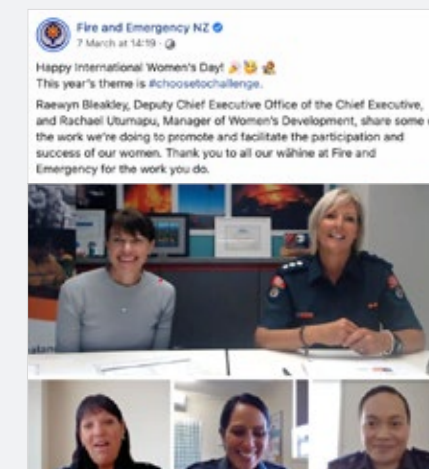 Fire and Emergency NZ
7 March at 14:19 ·
Happy International Women's Day!
This year's theme is #choosetochallenge.
Raewyn Bleakley, Deputy Chief Executive Office of the Chief Executive,
and Rachael Utumapu, Manager of Women's Development, share some
the work we're doing to promote and facilitate the participation and
success of our women. Thank you to all our wāhine at Fire and
Emergency for the work you do.